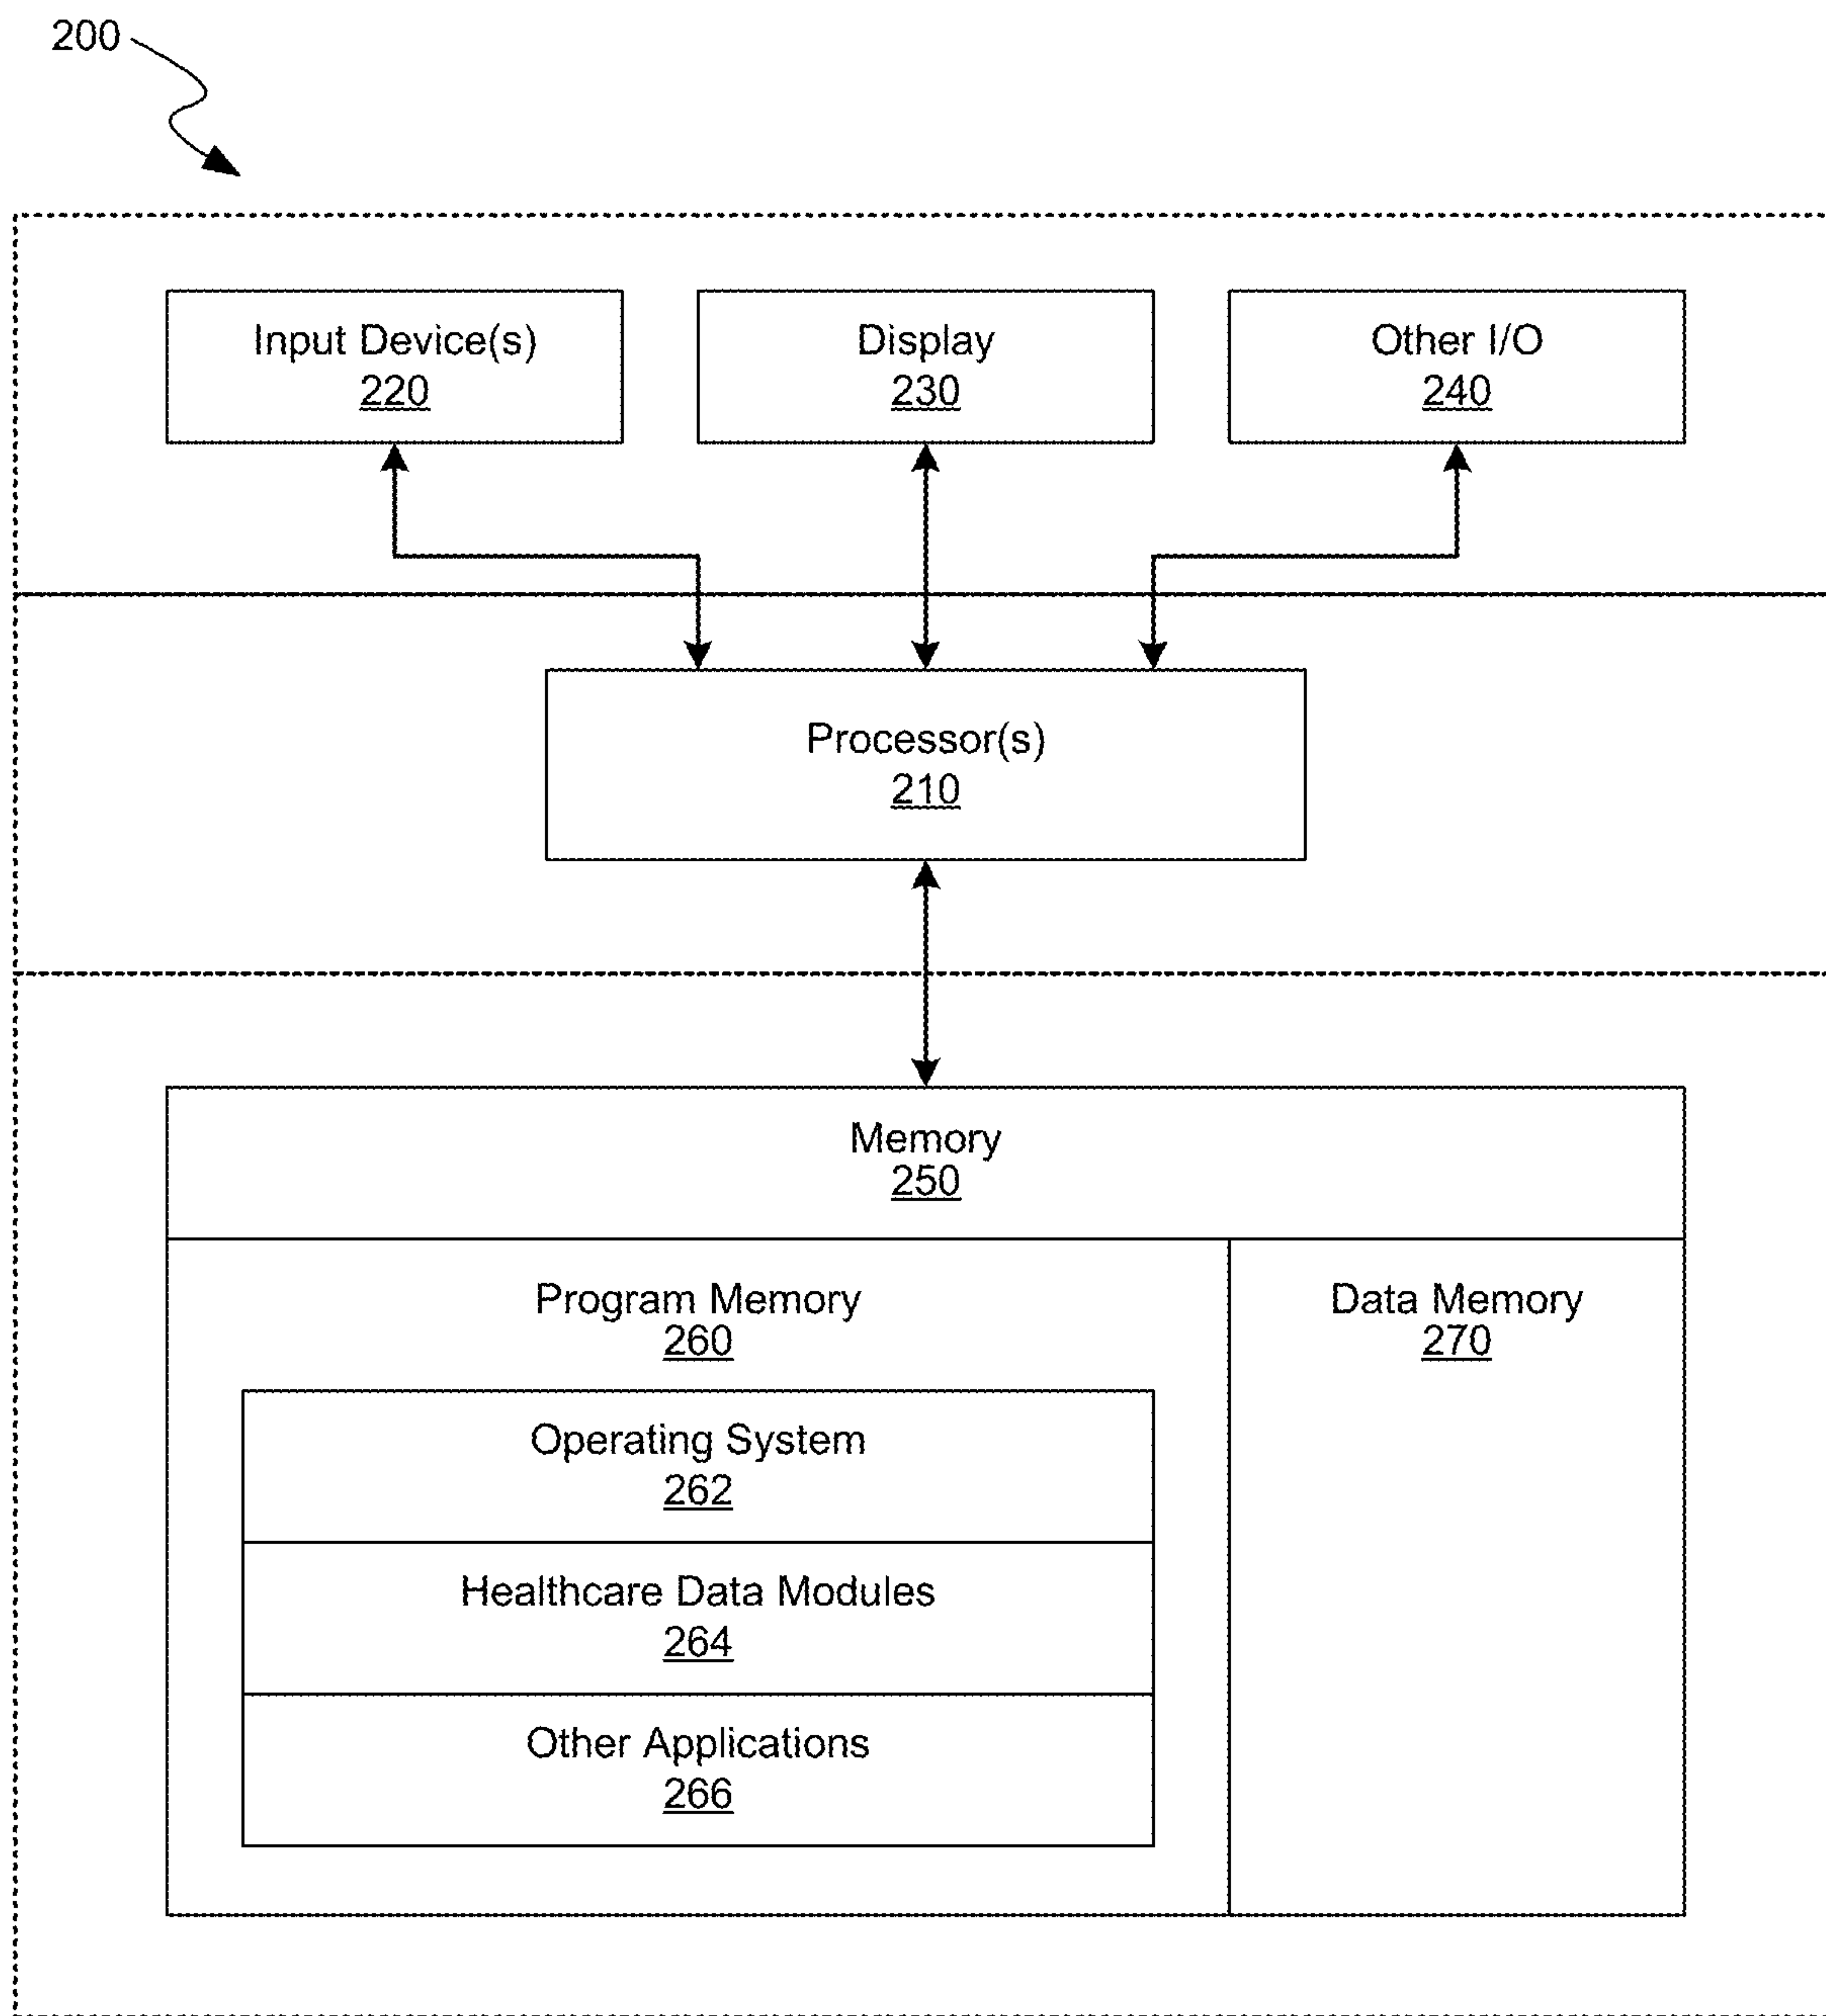 200
Input Device(s)
220
Display
230
Other I/O
240
Processor(s)
210
Memory
250
Program Memory
260
Data Memory
270
Operating System
262
Healthcare Data Modules
264
Other Applications
266